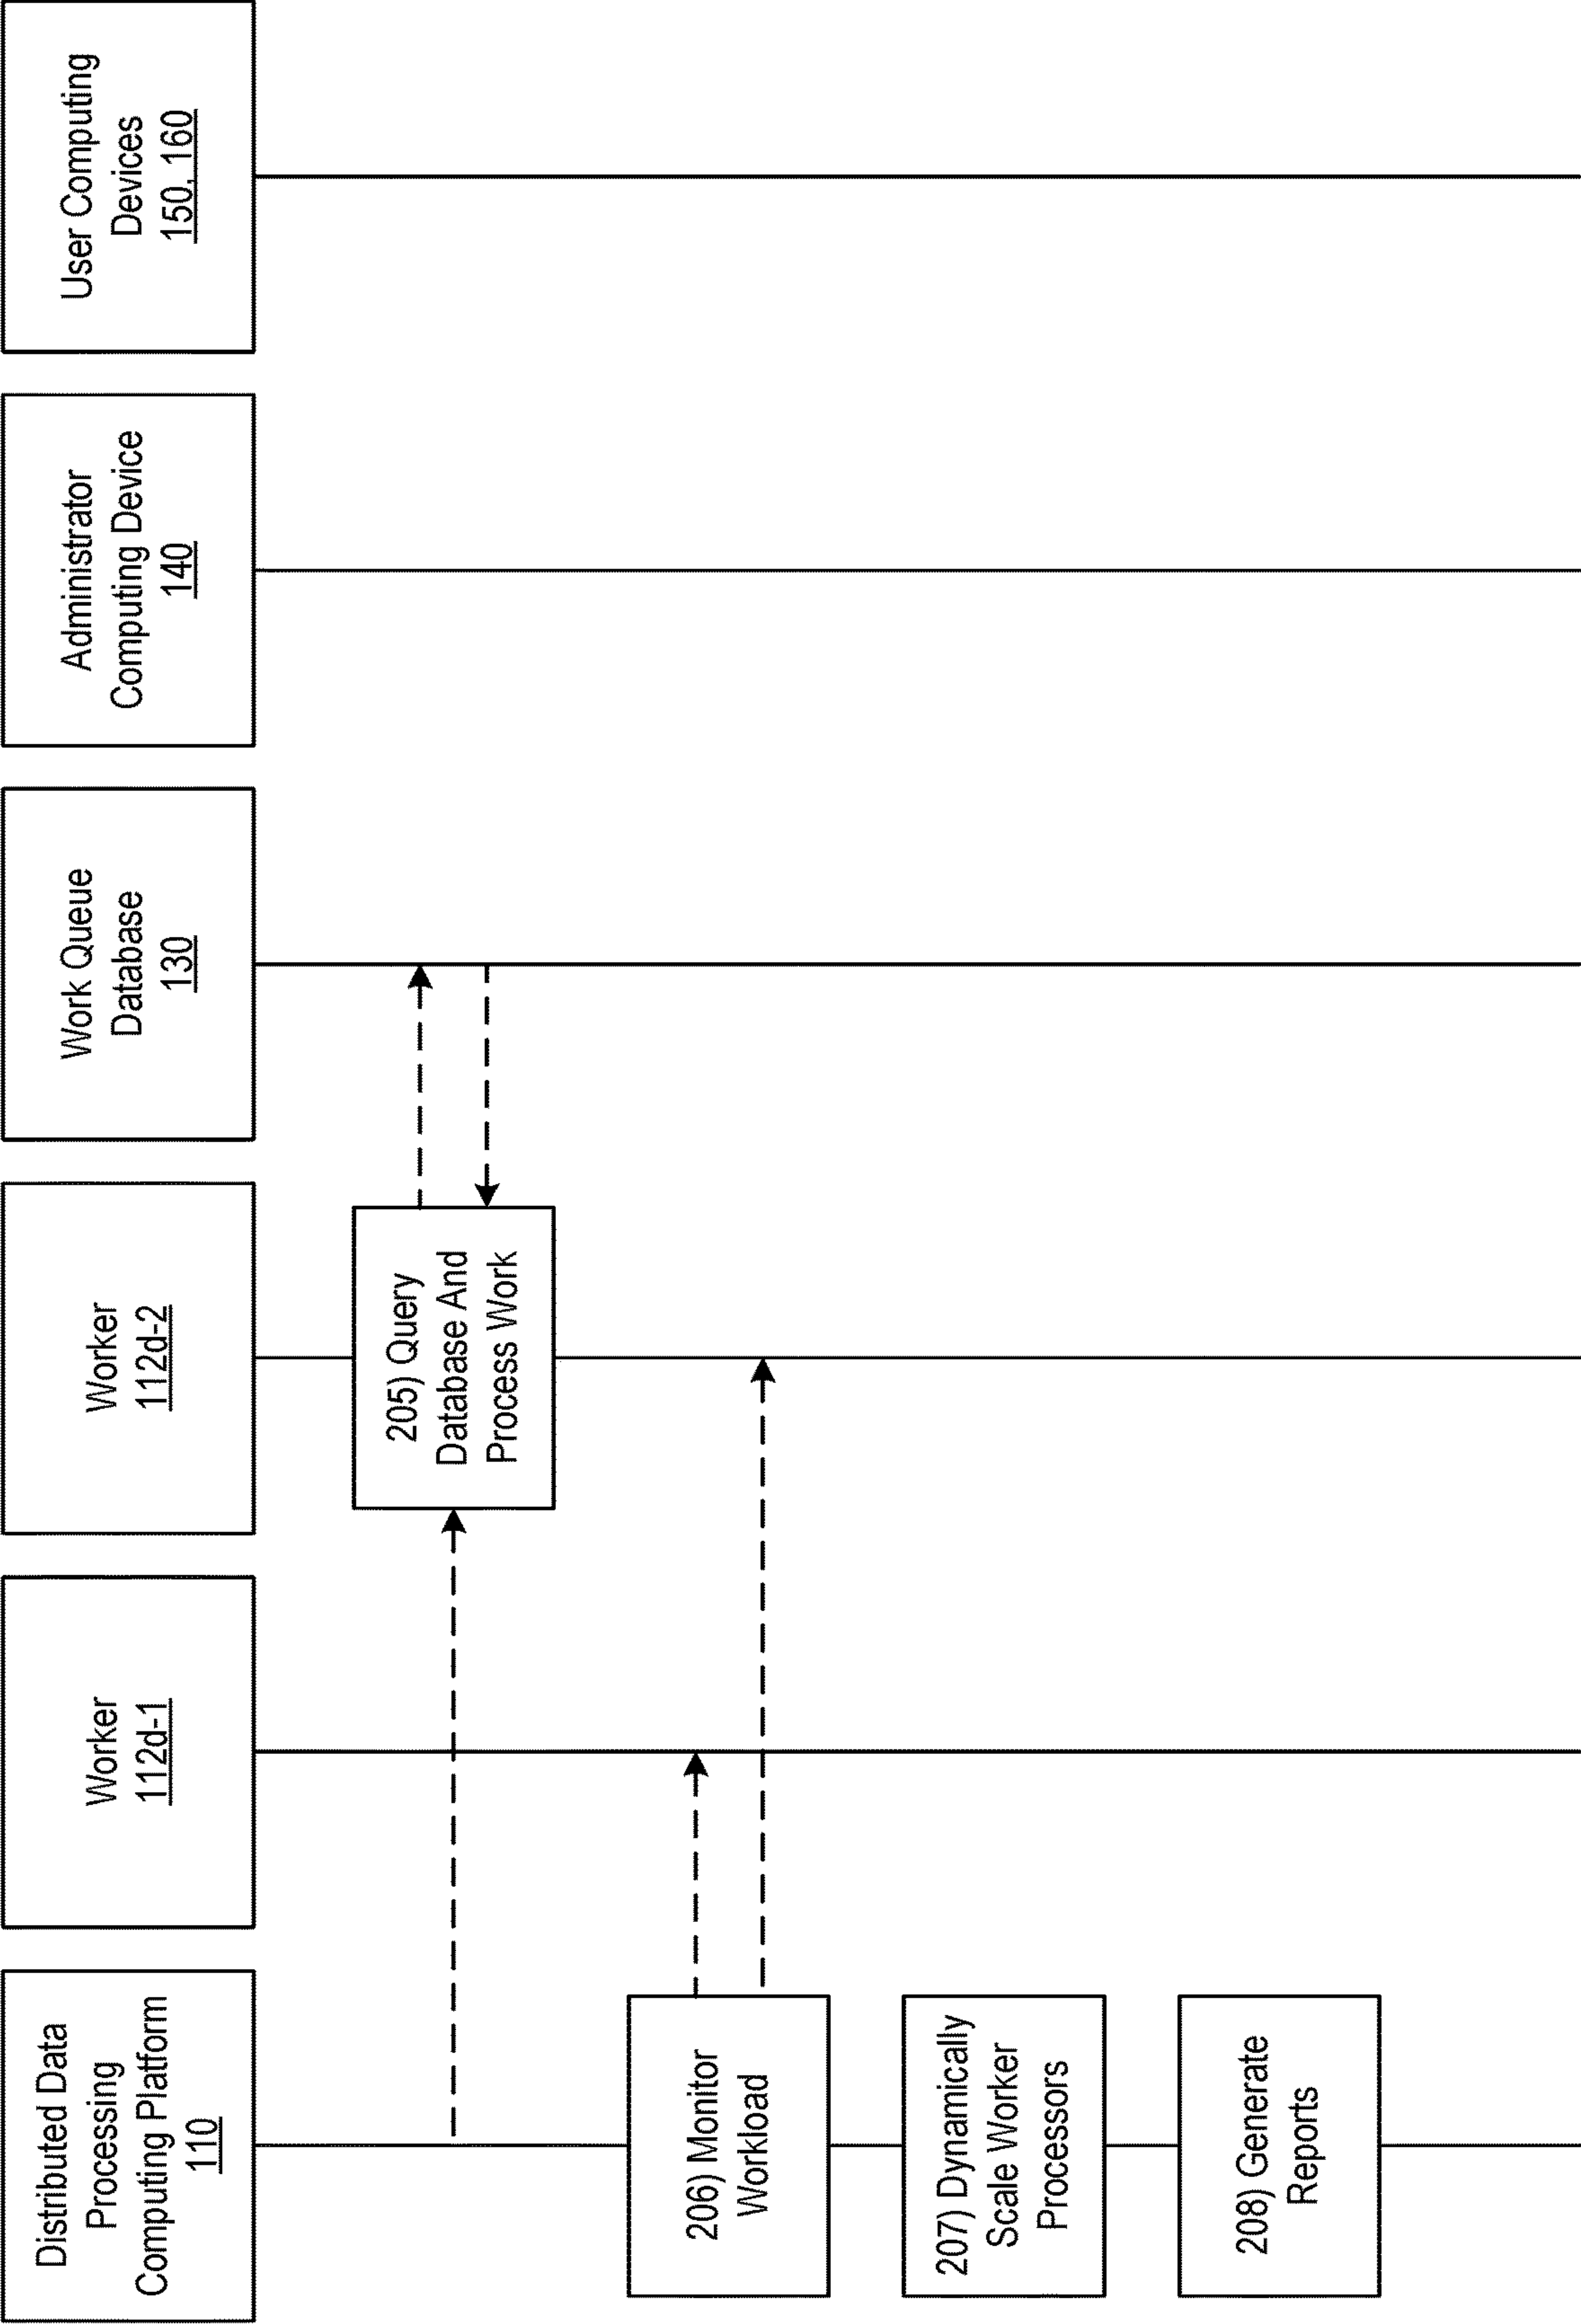 Distributed Data
Processing
Computing Platform
110
Worker
112d-1
Worker
112d-2
Work Queue
Database
130
Administrator
Computing Device
140
User Computing
Devices
150, 160
205) Query
Database And
Process Work
206) Monitor
Workload
207) Dynamically
Scale Worker
Processors
208) Generate
Reports